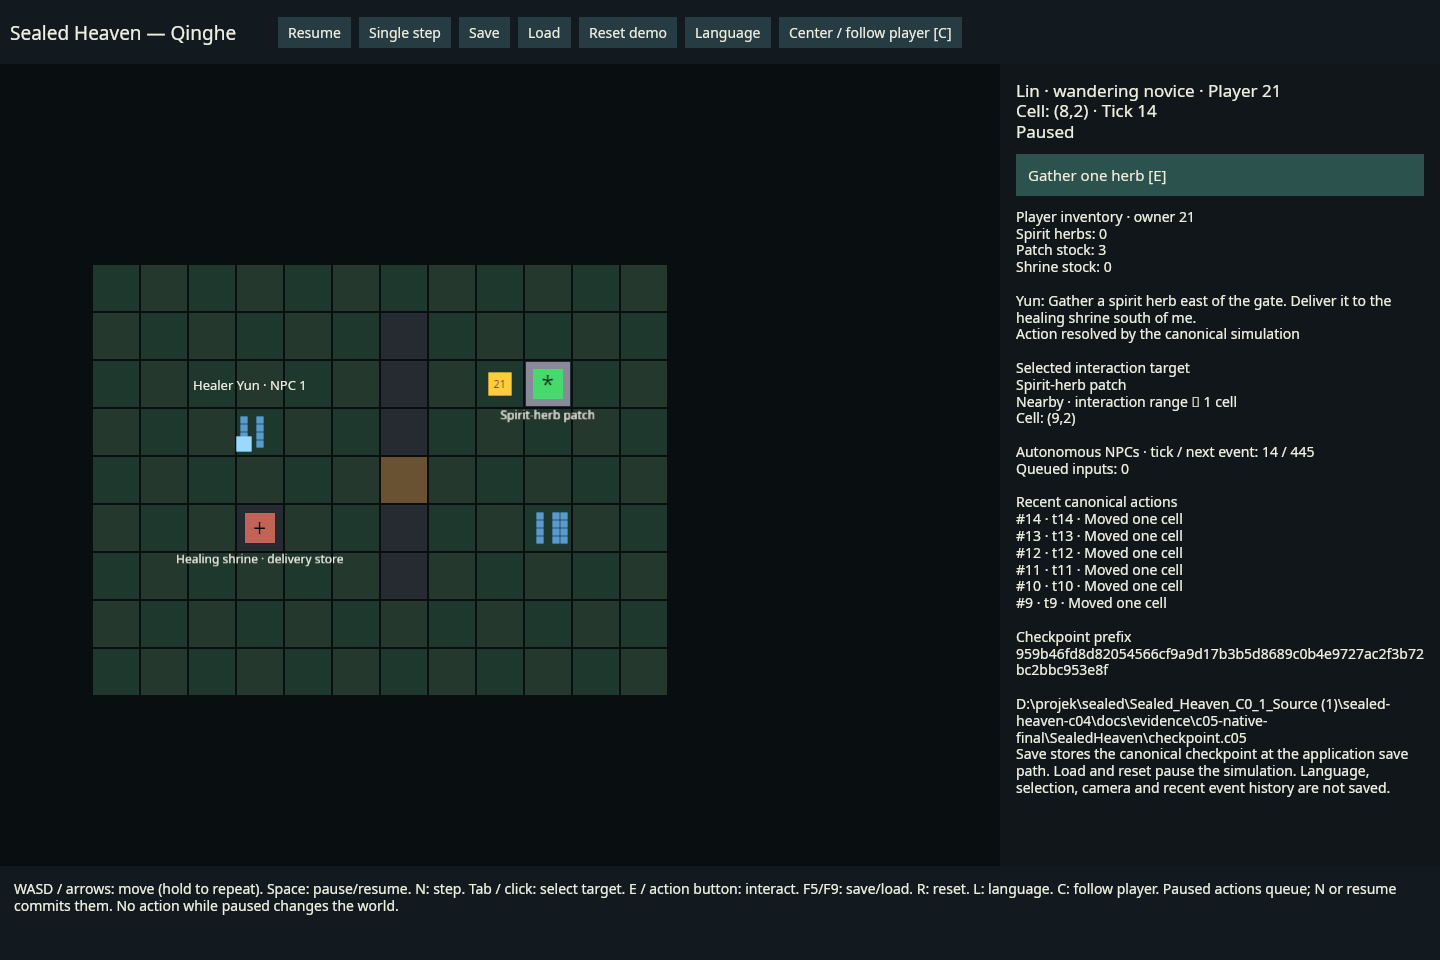 Sealed Heaven — Qinghe
Resume
Single step
Save
Load
Reset demo
Language
Center / follow player [C]
Lin · wandering novice · Player 21
Cell: (8,2) · Tick 14
Paused
Gather one herb [E]
Player inventory · owner 21
Spirit herbs: 0
Patch stock: 3
Shrine stock: 0
Yun: Gather a spirit herb east of the gate. Deliver it to the
healing shrine south of me.
Action resolved by the canonical simulation
Selected interaction target
Spirit-herb patch
Nearby · interaction range ▯ 1 cell
Cell: (9,2)
Autonomous NPCs · tick / next event: 14 / 445
Queued inputs: 0
Recent canonical actions
#14 · t14 · Moved one cell
#13 · t13 · Moved one cell
#12 · t12 · Moved one cell
#11 · t11 · Moved one cell
#10 · t10 · Moved one cell
#9 · t9 · Moved one cell
Checkpoint prefix
959b46fd8d82054566cf9a9d17b3b5d8689c0b4e9727ac2f3b72
bc2bbc953e8f
D:\projek\sealed\Sealed_Heaven_C0_1_Source (1)\sealed-
heaven-c04\docs\evidence\c05-native-
final\SealedHeaven\checkpoint.c05
Save stores the canonical checkpoint at the application save
path. Load and reset pause the simulation. Language,
selection, camera and recent event history are not saved.
Healer Yun · NPC 1
21
*
Spirit-herb patch
+
Healing shrine · delivery store
WASD / arrows: move (hold to repeat). Space: pause/resume. N: step. Tab / click: select target. E / action button: interact. F5/F9: save/load. R: reset. L: language. C: follow player. Paused actions queue; N or resume
commits them. No action while paused changes the world.